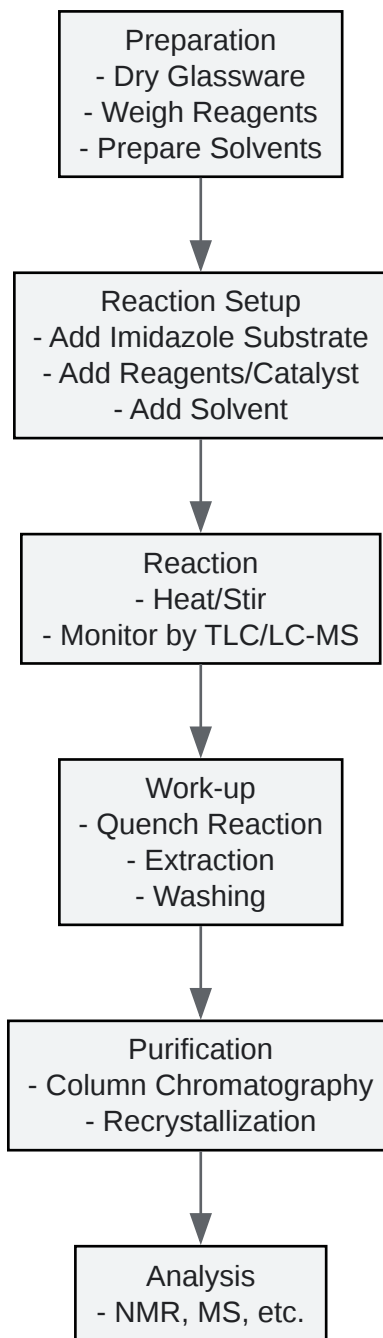 Preparation
- Dry Glassware
- Weigh Reagents
- Prepare Solvents
Reaction Setup
- Add Imidazole Substrate
- Add Reagents/Catalyst
- Add Solvent
Reaction
- Heat/Stir
- Monitor by TLC/LC-MS
Work-up
- Quench Reaction
- Extraction
- Washing
Purification
- Column Chromatography
- Recrystallization
Analysis
- NMR, MS, etc.